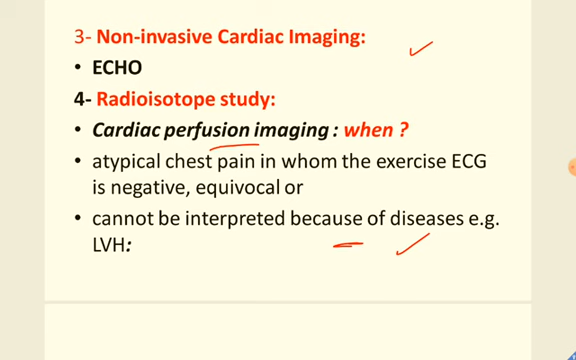 3- Non-invasive Cardiac Imaging:
• ECHO
4- Radioisotope study:
• Cardiac perfusion imaging : when ?
• atypical chest pain in whom the exercise ECG
is negative, equivocal or
• cannot be interpreted because of diseases e.g.
LVH: